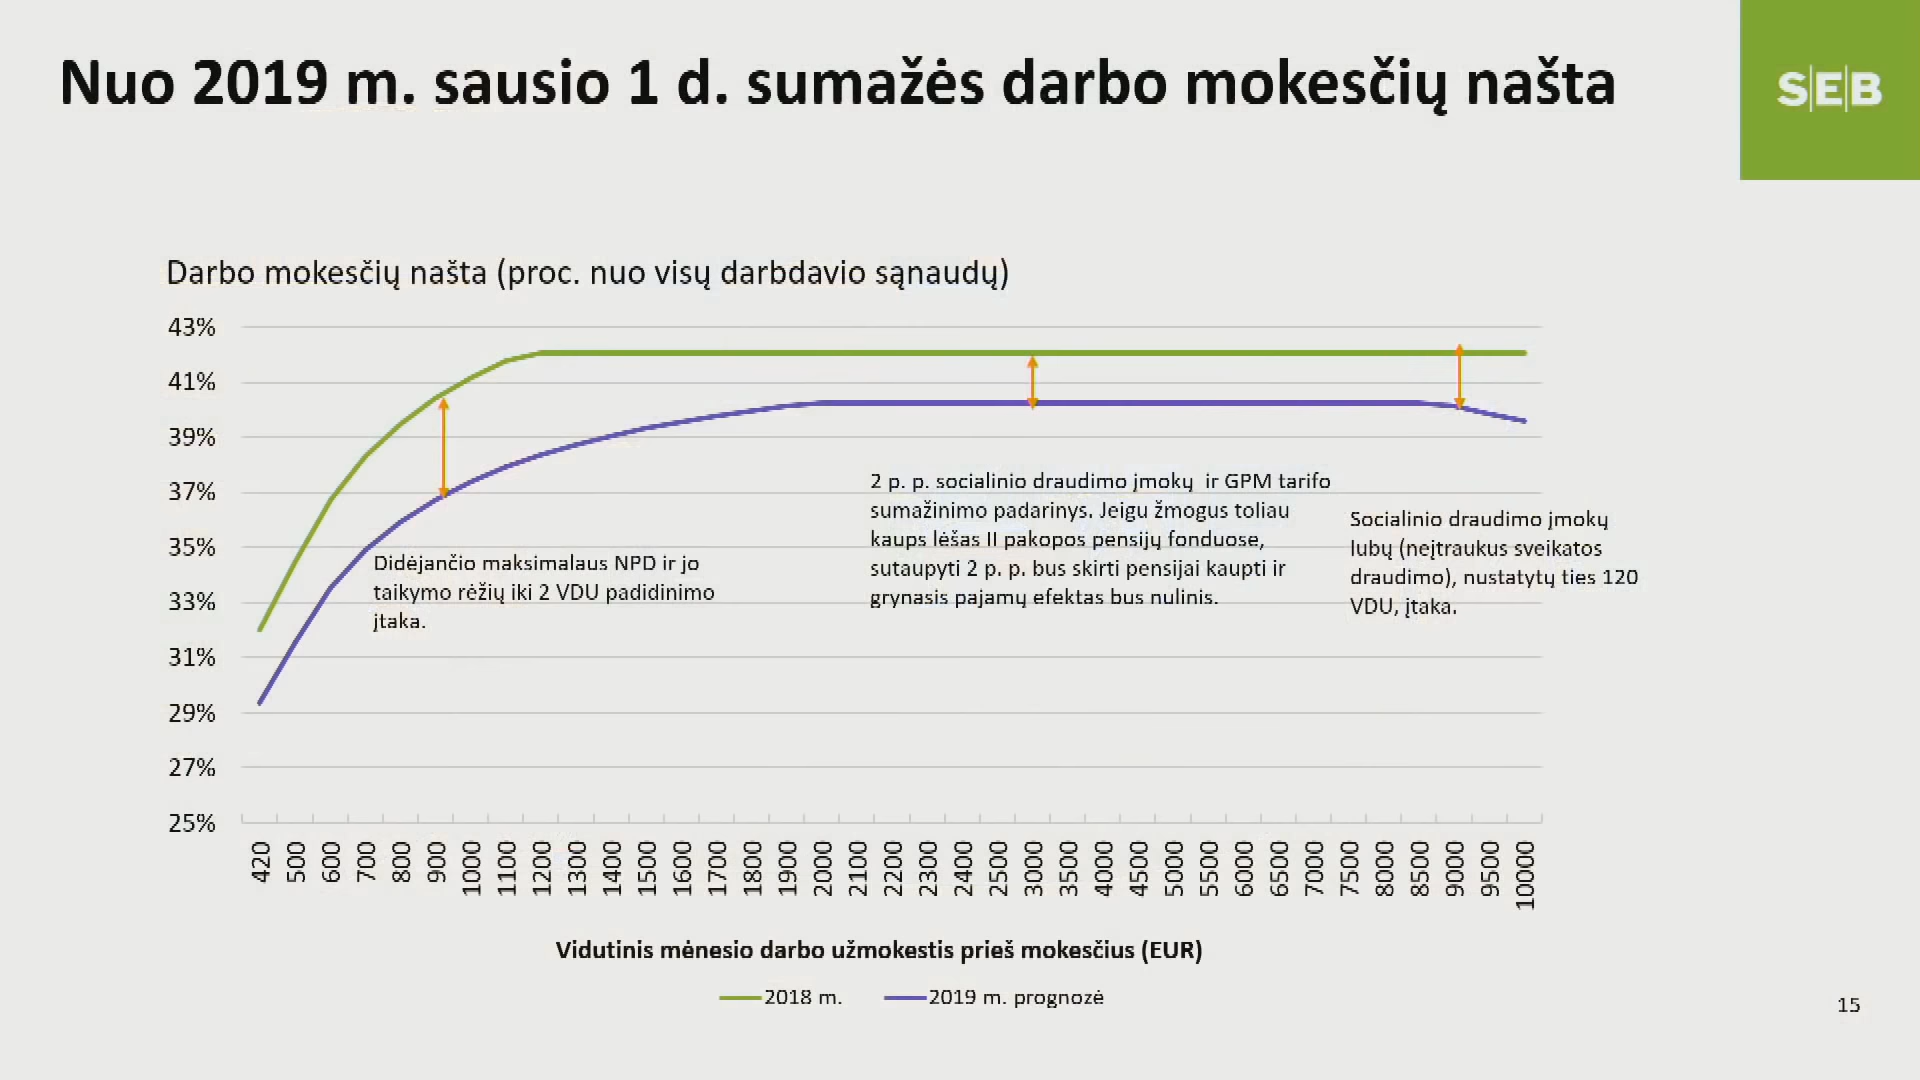 Nuo 2019 m. sausio 1 d. sumažės darbo mokesčių našta
S|E|B
Darbo mokesčių našta (proc. nuo visų darbdavio sąnaudų)
43%
41%
39%
37%
35%
33%
31%
29%
27%
25%
Didėjančio maksimalaus NPD ir jo
taikymo rėžių iki 2 VDU padidinimo
įtaka.
2 p. p. socialinio draudimo įmokų ir GPM tarifo
sumažinimo padarinys. Jeigu žmogus toliau
kaups lėšas II pakopos pensijų fonduose,
sutaupyti 2 p. p. bus skirti pensijai kaupti ir
grynasis pajamų efektas bus nulinis.
Socialinio draudimo įmokų
lubų (neįtraukus sveikatos
draudimo), nustatytų ties 120
VDU, įtaka.
420
500
600
700
800
900
1000
1100
1200
1300
1400
1500
1600
1700
1800
1900
2000
2100
2200
2300
2400
2500
3000
3500
4000
4500
5000
5500
6000
6500
7000
7500
8000
8500
9000
9500
10000
Vidutinis mėnesio darbo užmokestis prieš mokesčius (EUR)
2018 m.
2019 m. prognozė
15